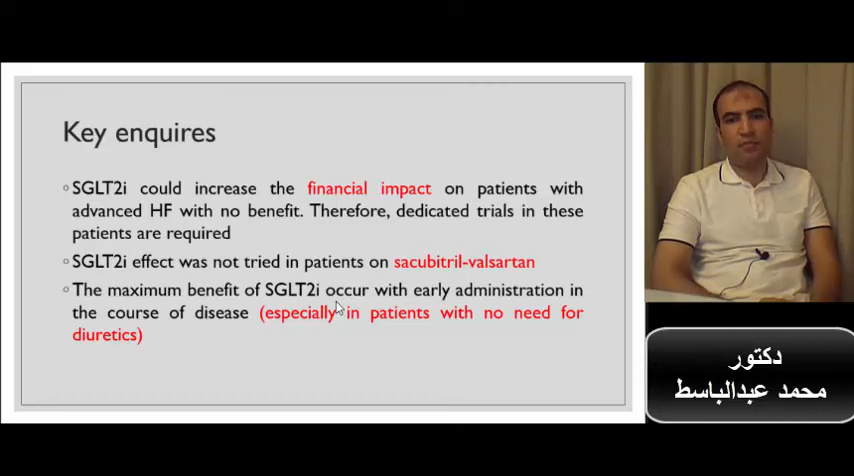 Key enquires
◦SGLT2i could increase the financial impact on patients with
advanced HF with no benefit. Therefore, dedicated trials in these
patients are required
◦SGLT2i effect was not tried in patients on sacubitril-valsartan
◦The maximum benefit of SGLT2i occur with early administration in
the course of disease (especially in patients with no need for
diuretics)
دكتور
محمد عبدالباسط